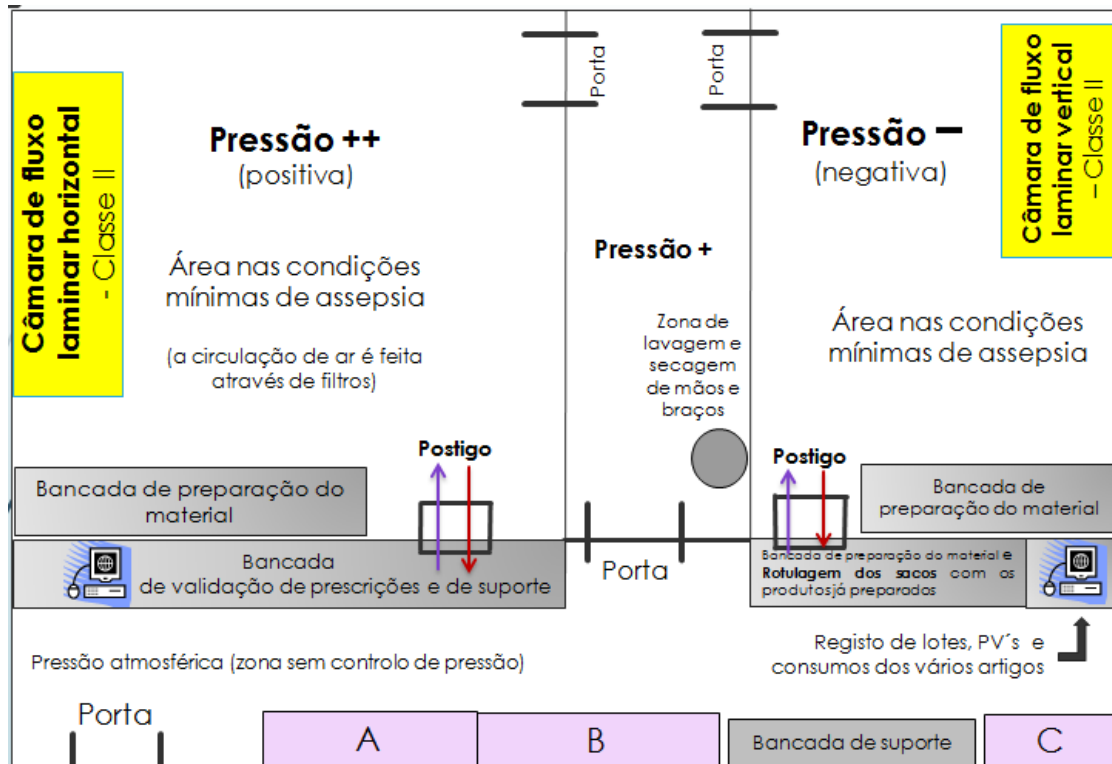 Câmara de fluxo
laminar horizontal
- Classe II
Pressão ++
(positiva)
Área nas condições
mínimas de assepsia
(a circulação de ar é feita
através de filtros)
Postigo
Bancada de preparação do
material
Bancada
de validação de prescrições e de suporte
Porta
Porta
Pressão +
Zona de
lavagem e
secagem
de mãos e
braços
Porta
Pressão –
(negativa)
Câmara de fluxo
laminar vertical
– Classe II
Área nas condições
mínimas de assepsia
Postigo
Bancada de
preparação do material
Bancada de preparação do material e
Rotulagem dos sacos com os
produtosjá preparados
Registo de lotes, PV´s e
consumos dos vários artigos
Pressão atmosférica (zona sem controlo de pressão)
Porta
A
B
Bancada de suporte
C